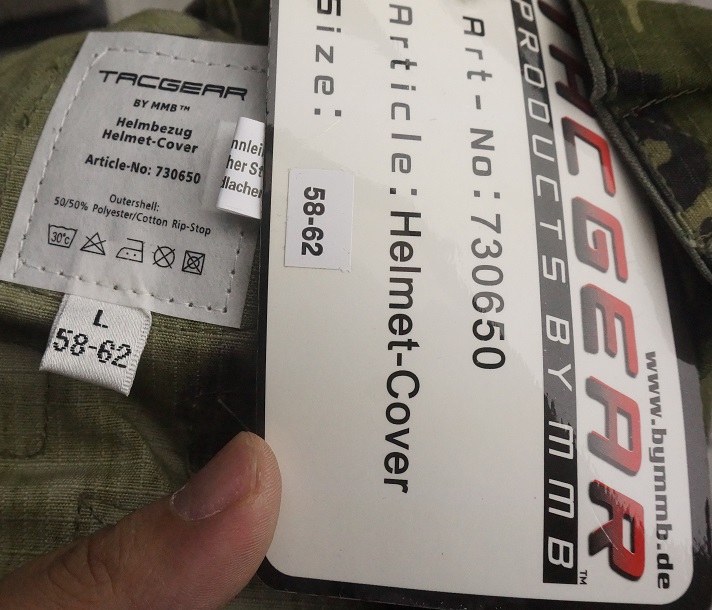 TACGEAR
BY MMB™
Helmbezug
Helmet-Cover
Article-No: 730650
Outershell:
50/50% Polyester/Cotton Rip-Stop
30°c
L
58-62
TACGEAR
PRODUCTS BY MMB™
www.bymmb.de
Art-No: 730650
Article: Helmet-Cover
Size:
58-62